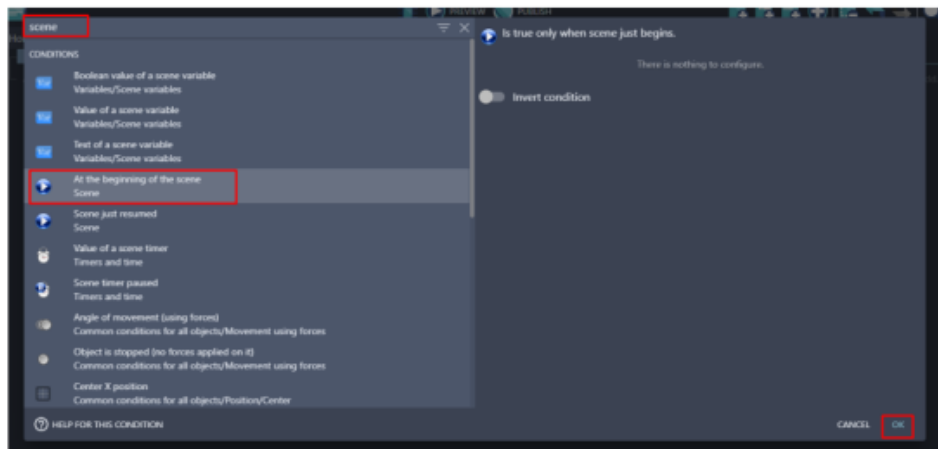 PREVIEW PUBLISH
scene
CONDITIONS
Boolean value of a scene variable
Variables/Scene variables
Value of a scene variable
Variables/Scene variables
Text of a scene variable
Variables/Scene variables
At the beginning of the scene
Scene
Scene just resumed
Scene
Value of a scene timer
Timers and time
Scene timer paused
Timers and time
Angle of movement (using forces)
Common conditions for all objects/Movement using forces
Object is stopped (no forces applied on it)
Common conditions for all objects/Movement using forces
Center X position
Common conditions for all objects/Position/Center
Is true only when scene just begins.
There is nothing to configure.
Invert condition
HELP FOR THIS CONDITION
CANCEL
OK